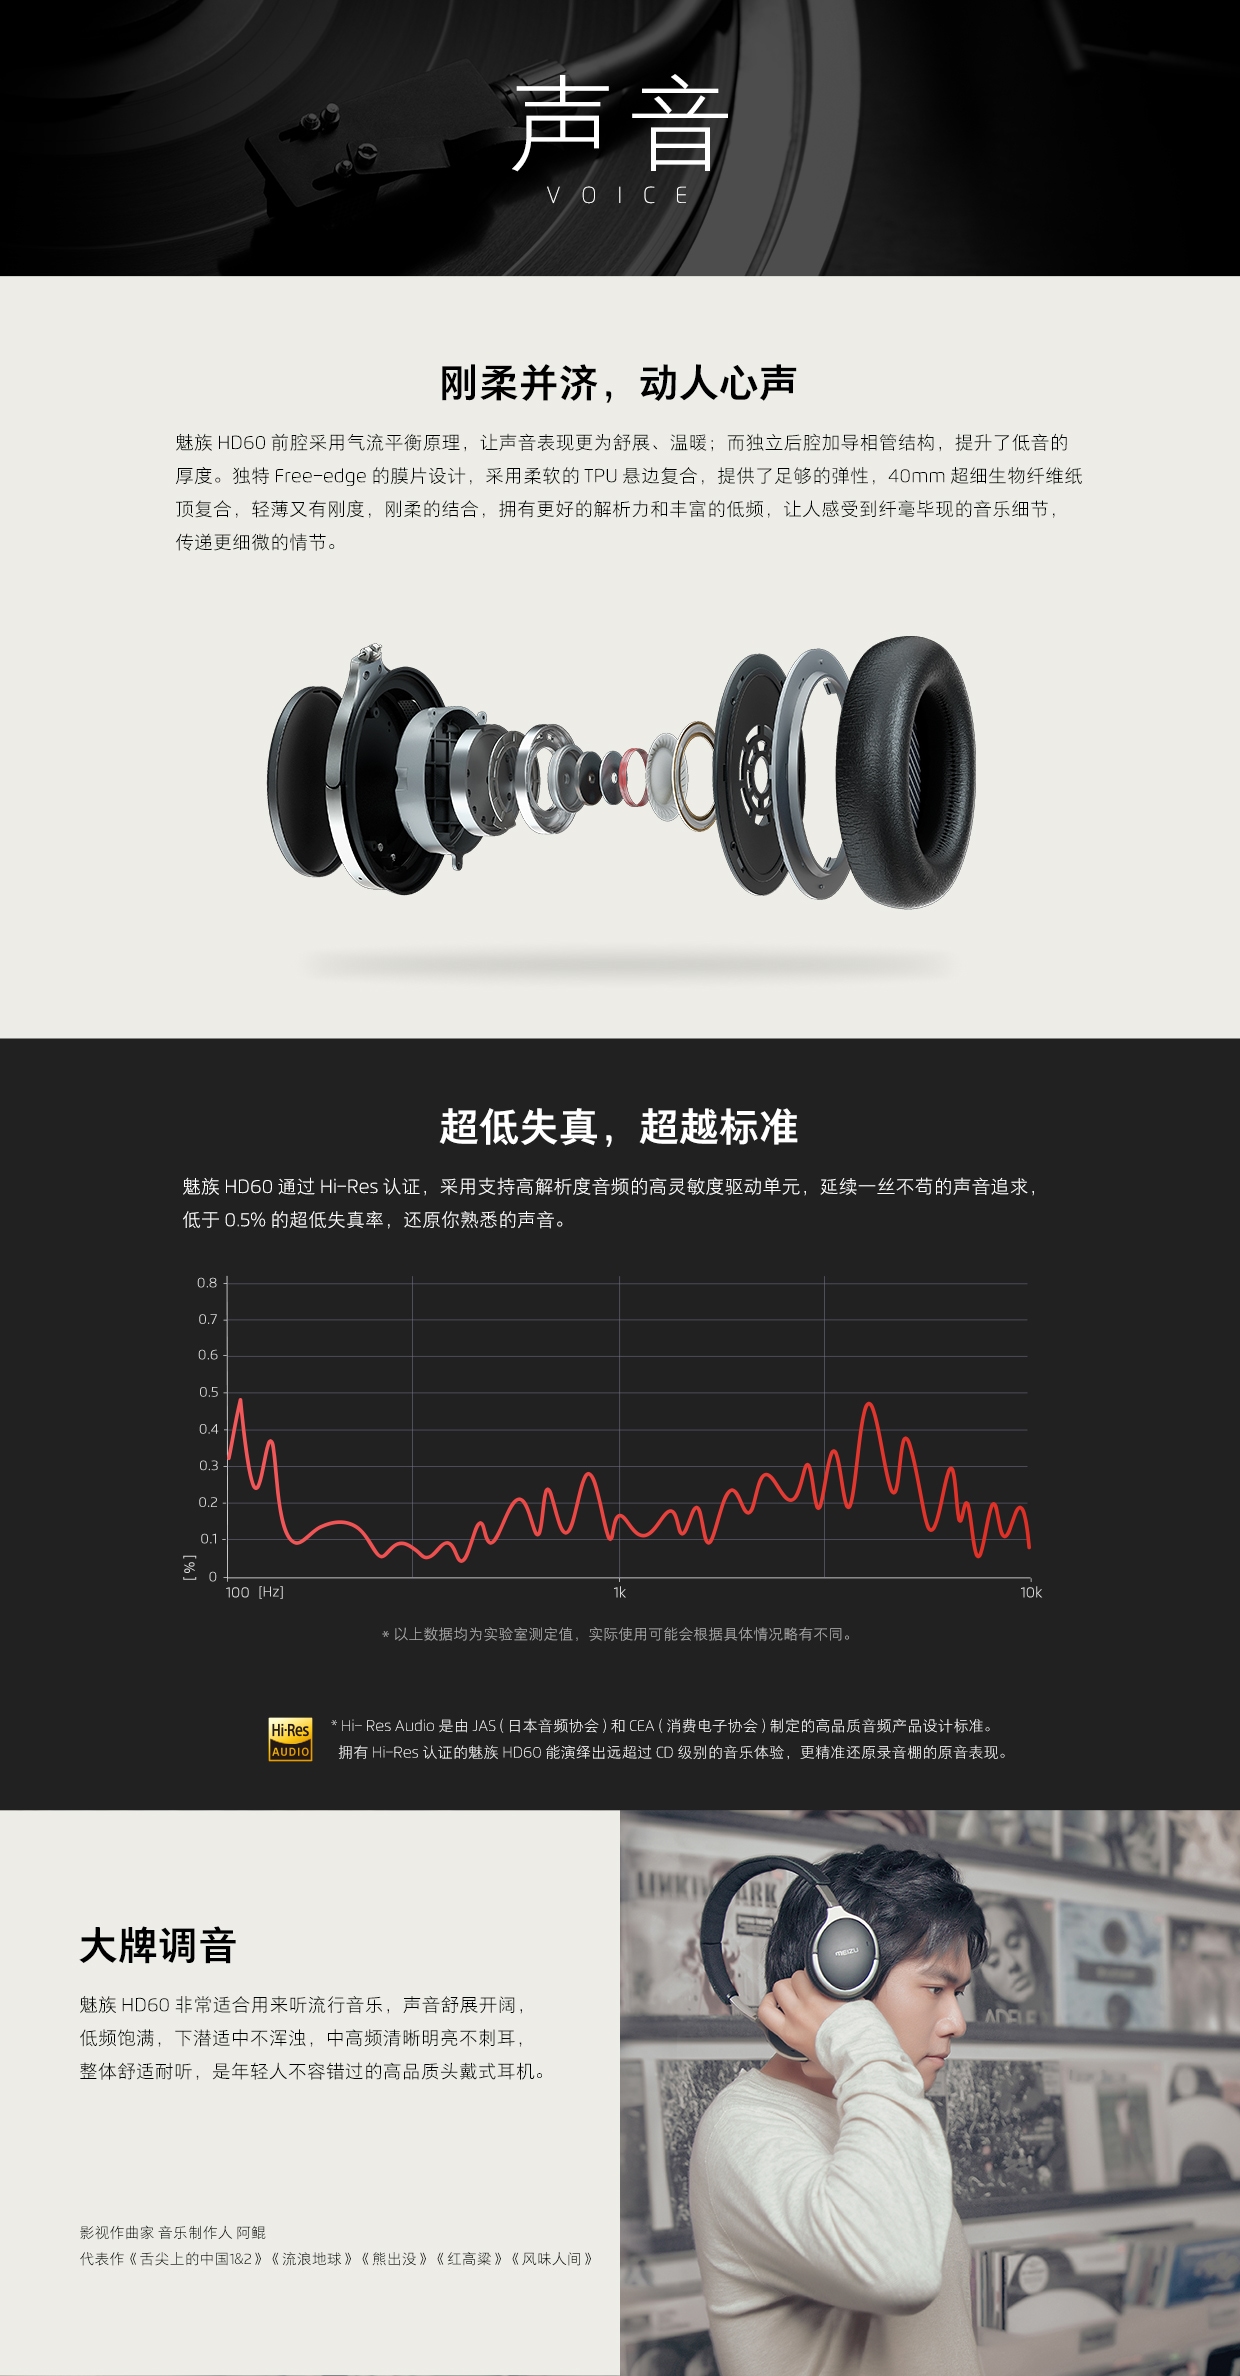 声音
VOICE
刚柔并济，动人心声
魅族 HD60 前腔采用气流平衡原理，让声音表现更为舒展、温暖；而独立后腔加导相管结构，提升了低音的
厚度。独特 Free-edge 的膜片设计，采用柔软的 TPU 悬边复合，提供了足够的弹性，40mm 超细生物纤维纸
顶复合，轻薄又有刚度，刚柔的结合，拥有更好的解析力和丰富的低频，让人感受到纤毫毕现的音乐细节，
传递更细微的情节。
超低失真，超越标准
魅族 HD60 通过 Hi-Res 认证，采用支持高解析度音频的高灵敏度驱动单元，延续一丝不苟的声音追求，
低于 0.5% 的超低失真率，还原你熟悉的声音。
0.8
0.7
0.6
0.5
0.4
0.3
0.2
0.1
0
[%]
100 [Hz]
1k
10k
* 以上数据均为实验室测定值，实际使用可能会根据具体情况略有不同。
Hi-Res
AUDIO
* Hi- Res Audio 是由 JAS ( 日本音频协会 ) 和 CEA ( 消费电子协会 ) 制定的高品质音频产品设计标准。
拥有 Hi-Res 认证的魅族 HD60 能演绎出远超过 CD 级别的音乐体验，更精准还原录音棚的原音表现。
大牌调音
魅族 HD60 非常适合用来听流行音乐，声音舒展开阔，
低频饱满，下潜适中不浑浊，中高频清晰明亮不刺耳，
整体舒适耐听，是年轻人不容错过的高品质头戴式耳机。
影视作曲家 音乐制作人 阿鲲
代表作《舌尖上的中国1&2》《流浪地球》《熊出没》《红高粱》《风味人间》
MEIZU
ADELE